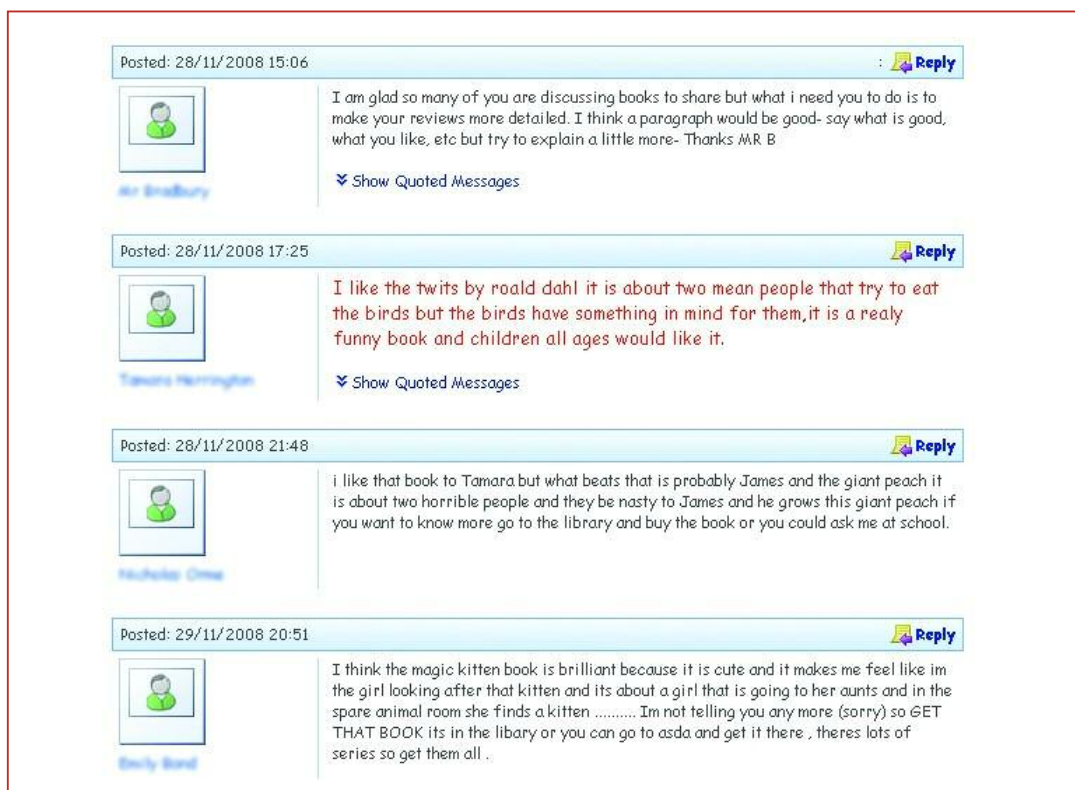 Posted: 28/11/2008 15:06
: Reply
I am glad so many of you are discussing books to share but what i need you to do is to
make your reviews more detailed. I think a paragraph would be good- say what is good,
what you like, etc but try to explain a little more- Thanks MR B
Show Quoted Messages
Posted: 28/11/2008 17:25
Reply
I like the twits by roald dahl it is about two mean people that try to eat
the birds but the birds have something in mind for them,it is a realy
funny book and children all ages would like it.
Show Quoted Messages
Posted: 28/11/2008 21:48
Reply
i like that book to Tamara but what beats that is probably James and the giant peach it
is about two horrible people and they be nasty to James and he grows this giant peach if
you want to know more go to the library and buy the book or you could ask me at school.
Posted: 29/11/2008 20:51
Reply
I think the magic kitten book is brilliant because it is cute and it makes me feel like im
the girl looking after that kitten and its about a girl that is going to her aunts and in the
spare animal room she finds a kitten .......... Im not telling you any more (sorry) so GET
THAT BOOK its in the libary or you can go to asda and get it there , theres lots of
series so get them all .